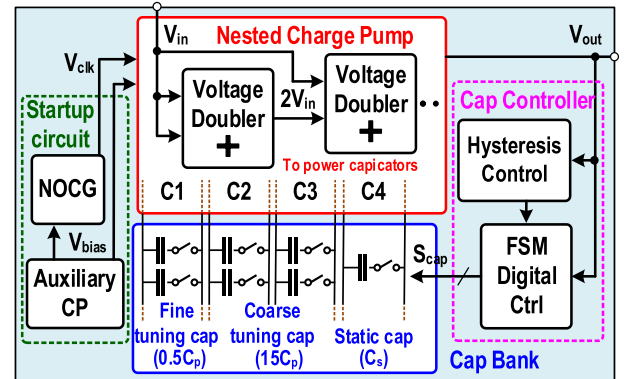 Vin
Nested Charge Pump
Vout
Vclk
Voltage
Doubler
+
2Vin
Voltage
Doubler
+
Startup
circuit
NOCG
Vbias
Auxiliary
CP
To power capicators
C1 C2 C3 C4
Cap Controller
Hysteresis
Control
FSM
Digital
Ctrl
Scap
Fine
tuning cap
(0.5Cp)
Coarse
tuning cap
(15Cp)
Static cap
(Cs)
Cap Bank